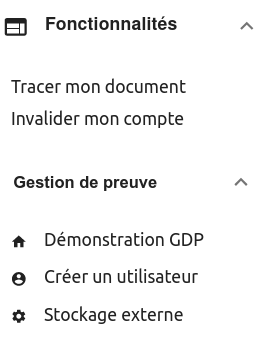 Fonctionnalités
Tracer mon document
Invalider mon compte
Gestion de preuve
Démonstration GDP
Créer un utilisateur
Stockage externe